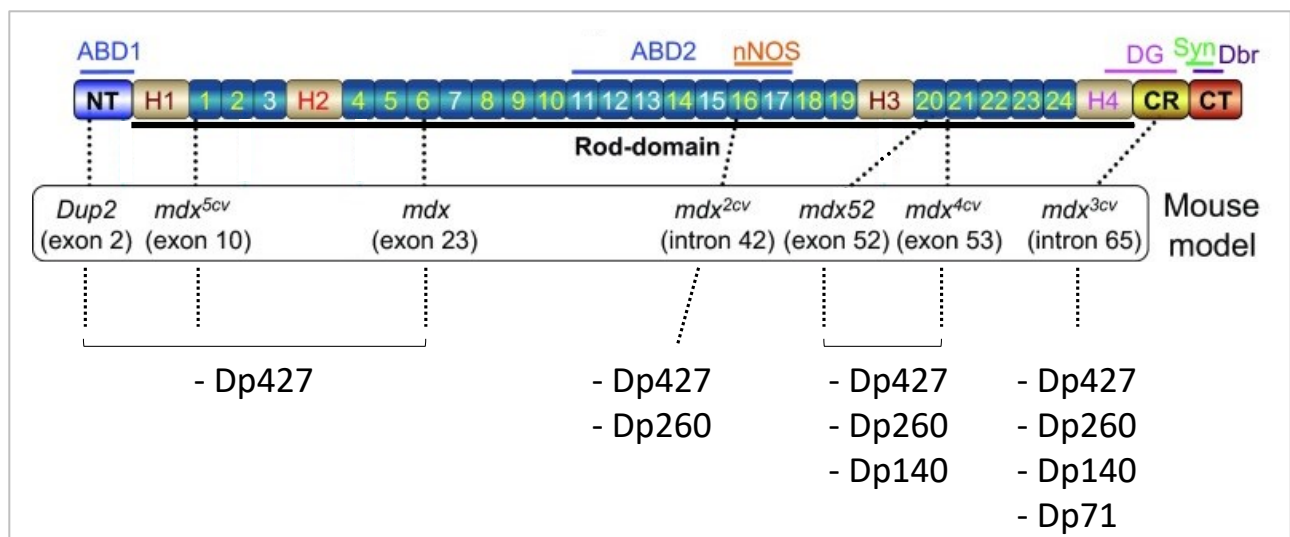 ABD1 ABD2 nNOS DG Syn Dbr
NT H1 1 2 3 H2 4 5 6 7 8 9 10 11 12 13 14 15 16 17 18 19 H3 20 21 22 23 24 H4 CR CT
Rod-domain
Dup2 mdx5cv mdx mdx2cv mdx52 mdx4cv mdx3cv Mouse
(exon 2) (exon 10) (exon 23) (intron 42) (exon 52) (exon 53) (intron 65) model
- Dp427 - Dp427 - Dp427 - Dp427
- Dp260 - Dp260 - Dp260
- Dp140 - Dp140
- Dp71